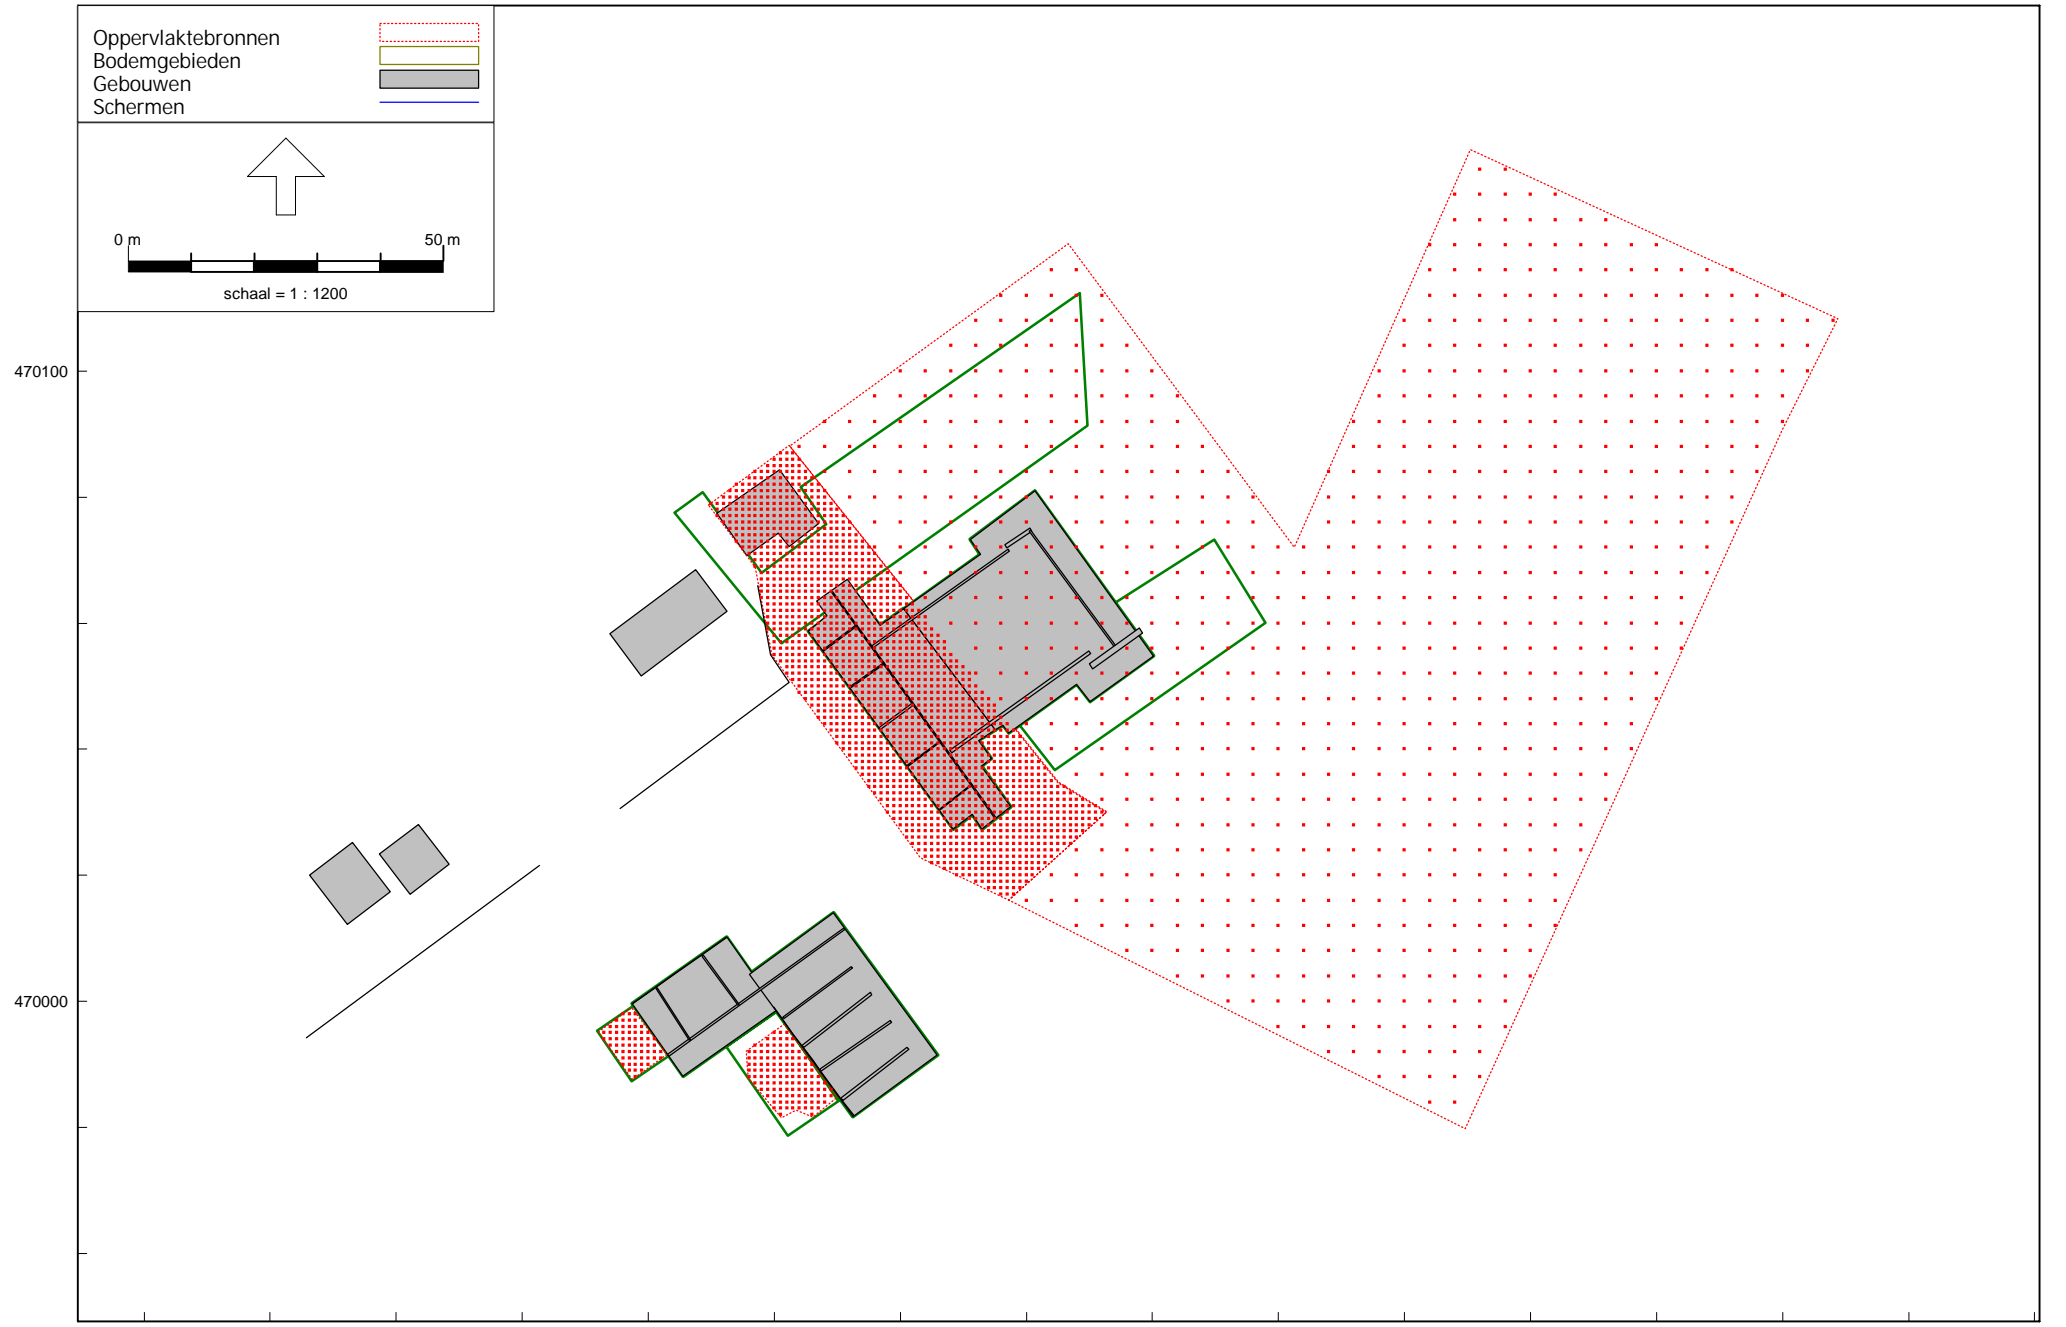 Oppervlaktebronnen
Bodemgebieden
Gebouwen
Schermen
0 m 50 m
schaal = 1 : 1200
470100
470000